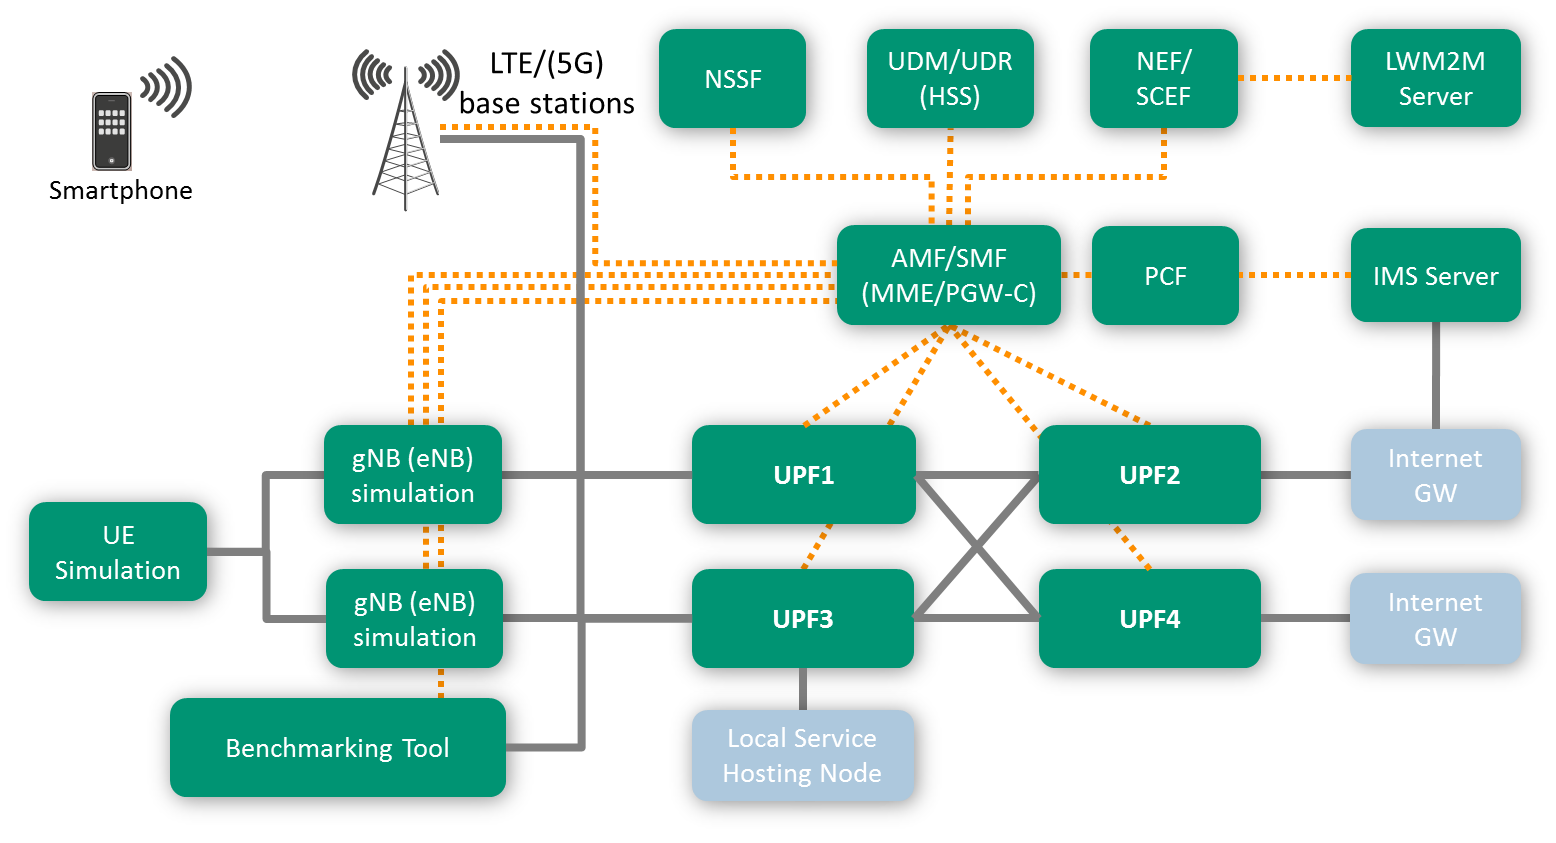 LTE/(5G)
base stations
Smartphone
NSSF
UDM/UDR
(HSS)
NEF/
SCEF
LWM2M
Server
AMF/SMF
(MME/PGW-C)
PCF
IMS Server
gNB (eNB)
simulation
UPF1
UPF2
Internet
GW
UE
Simulation
gNB (eNB)
simulation
UPF3
UPF4
Internet
GW
Benchmarking Tool
Local Service
Hosting Node